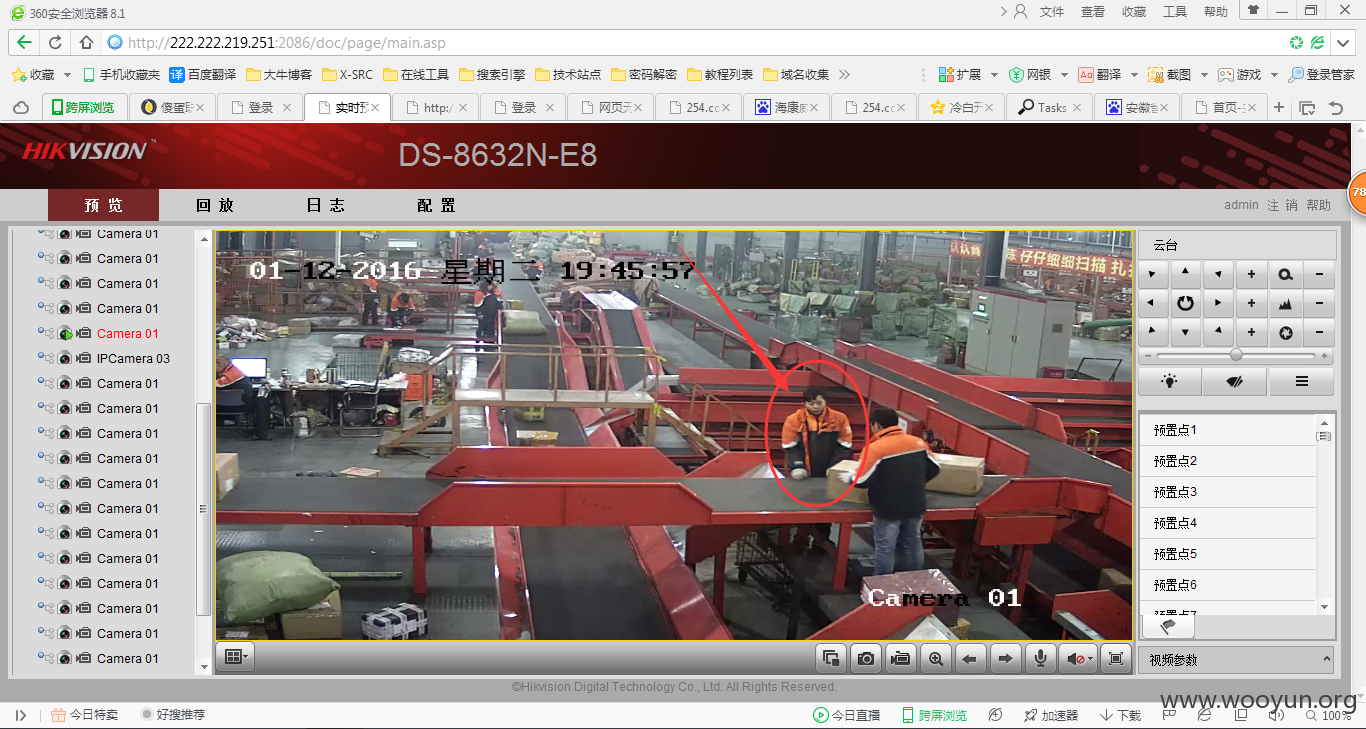 360安全浏览器 8.1
文件 查看 收藏 工具 帮助
http://222.222.219.251:2086/doc/page/main.asp
收藏 手机收藏夹 百度翻译 大牛博客 X-SRC 在线工具 搜索引擎 技术站点 密码解密 教程列表 域名收集 扩展 网银 翻译 截图 游戏 登录管家
跨屏浏览 傻蛋联 登录 实时预 http:/ 登录 网页无 254.cc 海康威 254.cc 冷白开 Tasks 安徽省 首页-
HIKVISION™
DS-8632N-E8
78
预 览 回 放 日 志 配 置
admin 注 销 帮助
Camera 01
Camera 01
Camera 01
Camera 01
Camera 01
IPCamera 03
Camera 01
Camera 01
Camera 01
Camera 01
Camera 01
Camera 01
Camera 01
Camera 01
Camera 01
Camera 01
Camera 01
Camera 01
01-12-2016 星期二 19:45:57
仔仔细细扫描
Camera 01
云台
预置点1
预置点2
预置点3
预置点4
预置点5
预置点6
预置点7
视频参数
©Hikvision Digital Technology Co., Ltd. All Rights Reserved.
www.wooyun.org
今日特卖 好搜推荐 今日直播 跨屏浏览 加速器 下载 100%